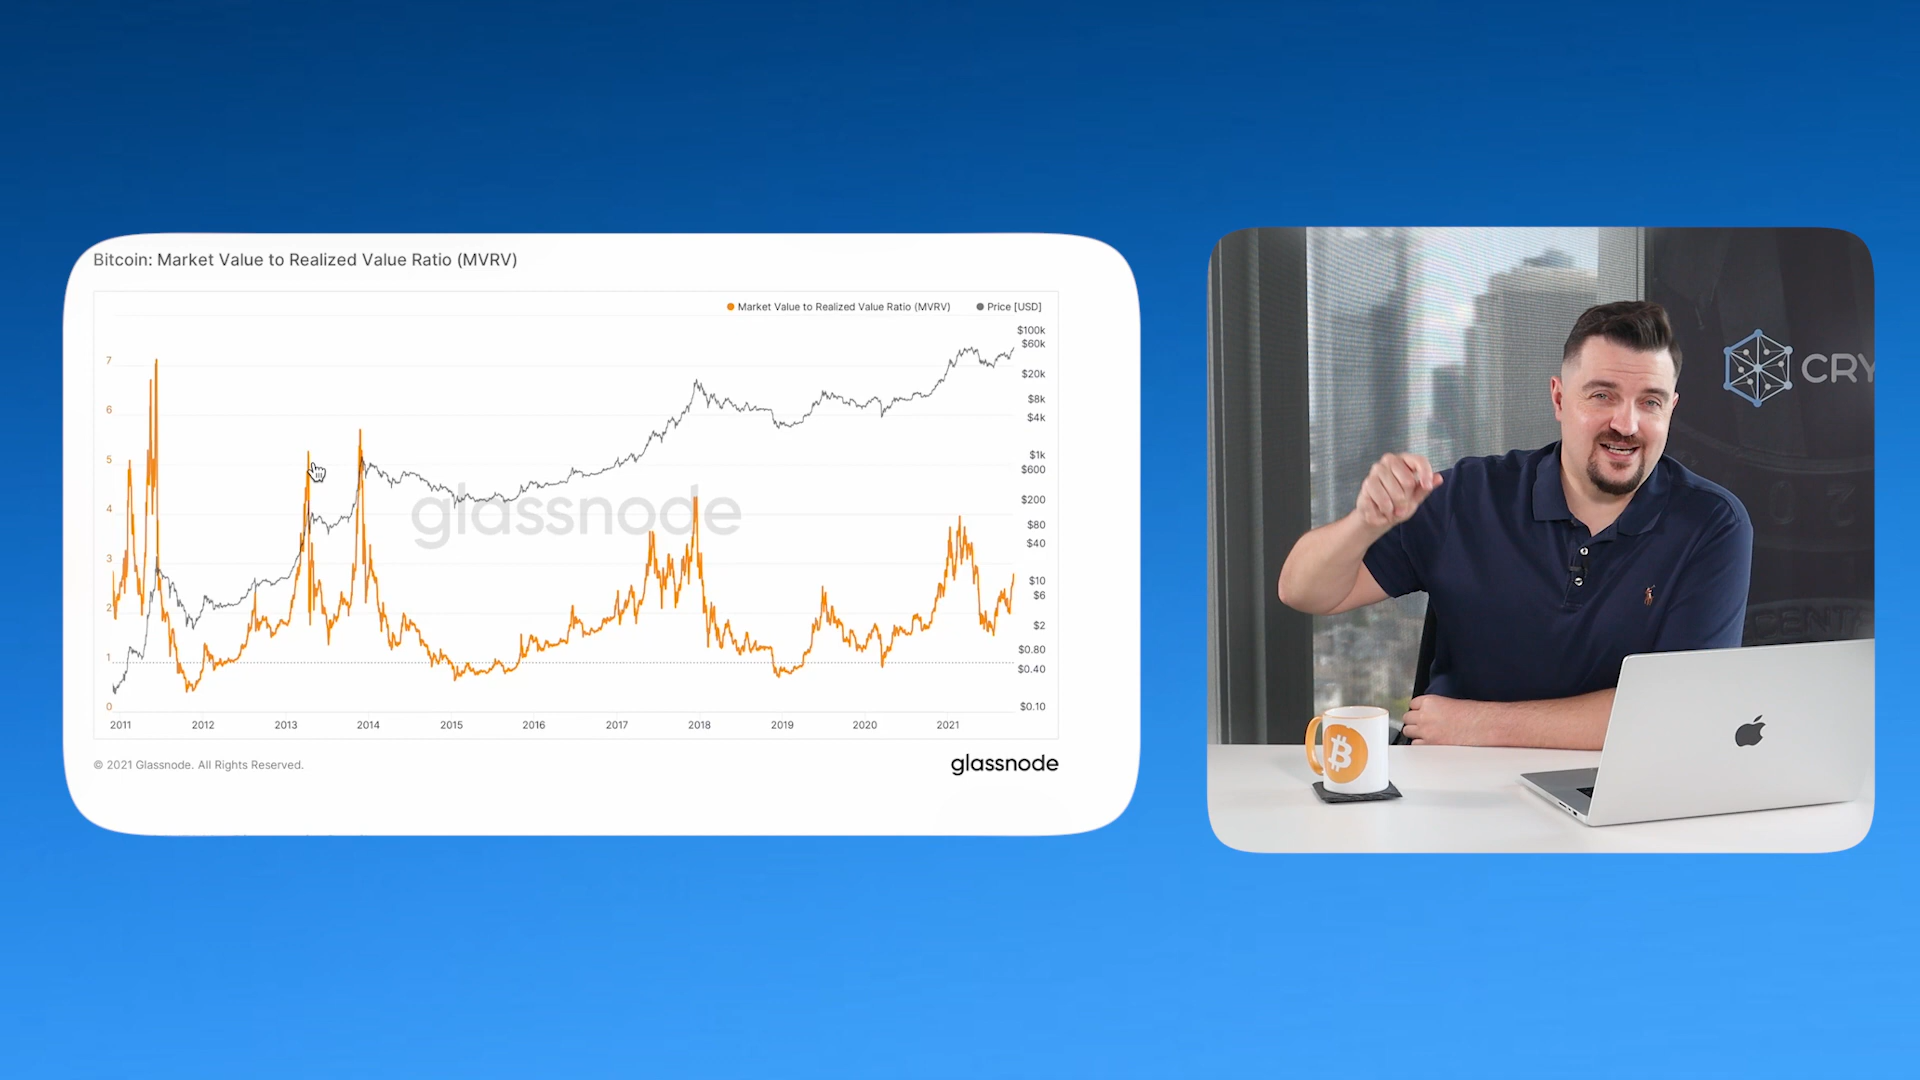 Bitcoin: Market Value to Realized Value Ratio (MVRV)
Market Value to Realized Value Ratio (MVRV) Price [USD]
7
6
5
4
3
2
1
0
$100k
$60k
$20k
$8k
$4k
$1k
$600
$200
$80
$40
$10
$6
$2
$0.80
$0.40
$0.10
glassnode
2011 2012 2013 2014 2015 2016 2017 2018 2019 2020 2021
© 2021 Glassnode. All Rights Reserved.
glassnode
CRY
CENT